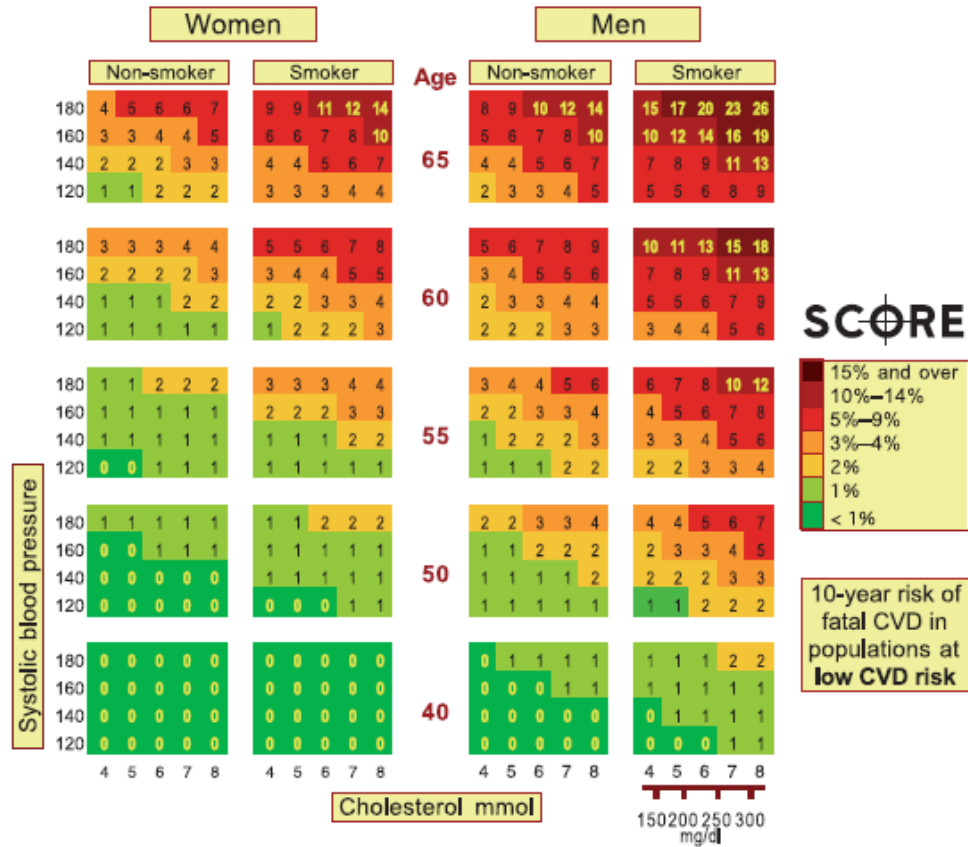 Women Men
Non-smoker Smoker Age Non-smoker Smoker
180 4 5 6 6 7 9 9 11 12 14 8 9 10 12 14 15 17 20 23 26
160 3 3 4 4 5 6 6 7 8 10 5 6 7 8 10 10 12 14 16 19
65
140 2 2 2 3 3 4 4 5 6 7 4 4 5 6 7 7 8 9 11 13
120 1 1 2 2 2 3 3 3 4 4 2 3 3 4 5 5 5 6 8 9
180 3 3 3 4 4 5 5 6 7 8 5 6 7 8 9 10 11 13 15 18
160 2 2 2 2 3 3 4 4 5 5 3 4 5 5 6 7 8 9 11 13
60
140 1 1 1 2 2 2 2 3 3 4 2 3 3 4 4 5 5 6 7 9
120 1 1 1 1 1 1 2 2 2 3 2 2 2 3 3 3 4 4 5 6
180 1 1 2 2 2 3 3 3 4 4 3 4 4 5 6 6 7 8 10 12
160 1 1 1 1 1 2 2 2 3 3 2 2 3 3 4 4 5 6 7 8
55
140 1 1 1 1 1 1 1 1 2 2 1 2 2 2 3 3 3 4 5 6
120 0 0 1 1 1 1 1 1 1 1 1 1 1 2 2 2 2 3 3 4
180 1 1 1 1 1 1 1 2 2 2 2 2 3 3 4 4 4 5 6 7
160 0 0 1 1 1 1 1 1 1 1 1 1 2 2 2 2 3 3 4 5
50
140 0 0 0 0 0 1 1 1 1 1 1 1 1 1 2 2 2 2 3 3
120 0 0 0 0 0 0 0 0 1 1 1 1 1 1 1 1 1 2 2 2
180 0 0 0 0 0 0 0 0 0 0 0 1 1 1 1 1 1 1 2 2
160 0 0 0 0 0 0 0 0 0 0 0 0 0 1 1 1 1 1 1 1
40
140 0 0 0 0 0 0 0 0 0 0 0 0 0 0 0 0 1 1 1 1
120 0 0 0 0 0 0 0 0 0 0 0 0 0 0 0 0 0 0 1 1
4 5 6 7 8 4 5 6 7 8 4 5 6 7 8 4 5 6 7 8
Cholesterol mmol
150 200 250 300
mg/dl
Systolic blood pressure
SCORE
15% and over
10%–14%
5%–9%
3%–4%
2%
1%
< 1%
10-year risk of
fatal CVD in
populations at
low CVD risk